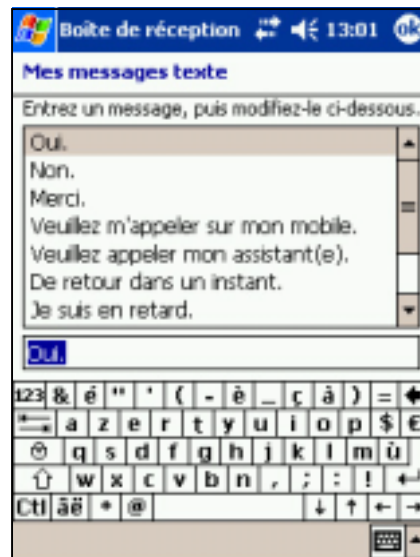 Boîte de réception 13:01 ok
Mes messages texte
Entrez un message, puis modifiez-le ci-dessous.
Oui.
Non.
Merci.
Veuillez m'appeler sur mon mobile.
Veuillez appeler mon assistant(e).
De retour dans un instant.
Je suis en retard.
Oui.
123 & é " ' ( - è _ ç à ) =
a z e r t y u i o p $ €
q s d f g h j k l m ù
w x c v b n , ; : !
Ctl áë * @ ↓ ↑ ← →